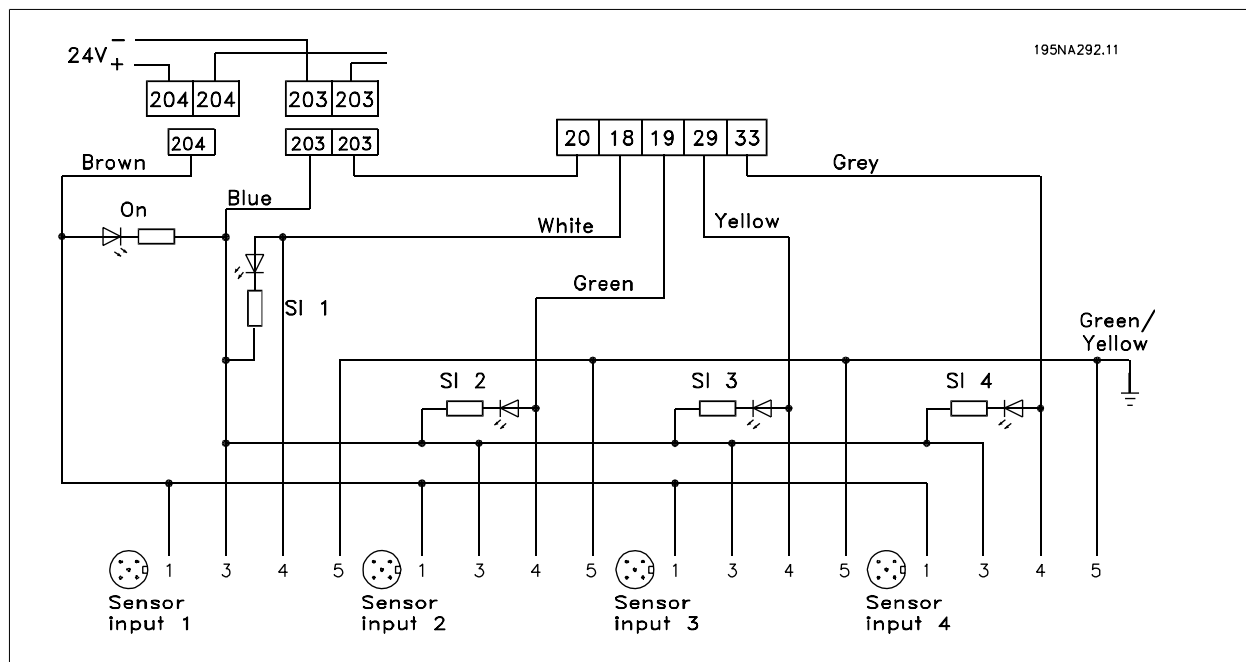 195NA292.11
24V − +
204 204 203 203
204 203 203 20 18 19 29 33
Brown Grey
Blue
On White Yellow
Green
SI 1
Green/
Yellow
SI 2 SI 3 SI 4
1 3 4 5 1 3 4 5 1 3 4 5 1 3 4 5
Sensor
input 1
Sensor
input 2
Sensor
input 3
Sensor
input 4